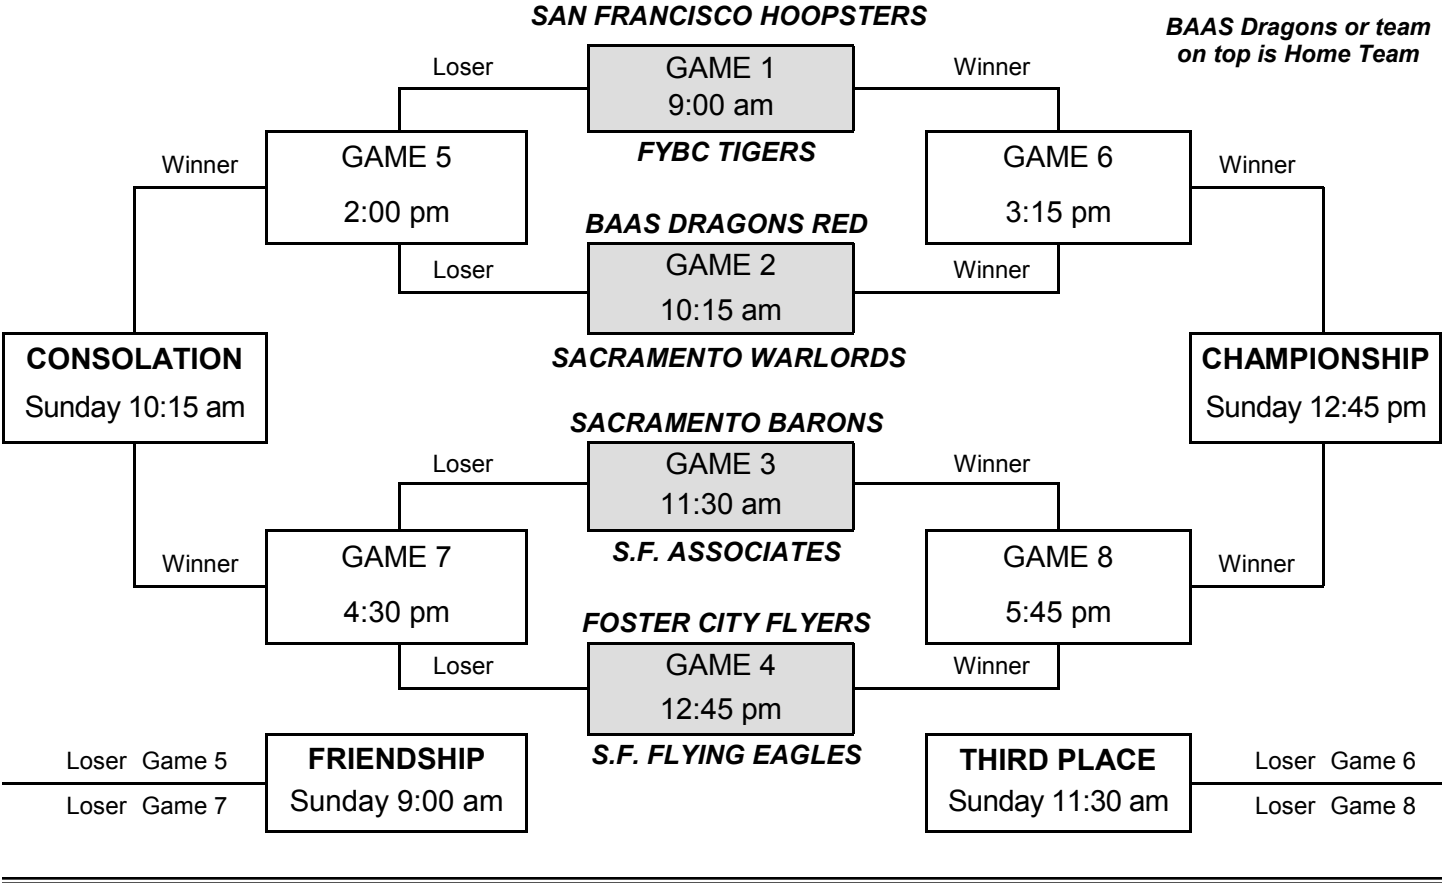 SAN FRANCISCO HOOPSTERS
BAAS Dragons or team
on top is Home Team
Loser
GAME 1
9:00 am
Winner
FYBC TIGERS
Winner
GAME 5
2:00 pm
GAME 6
3:15 pm
Winner
BAAS DRAGONS RED
Loser
GAME 2
10:15 am
Winner
SACRAMENTO WARLORDS
CONSOLATION
Sunday 10:15 am
CHAMPIONSHIP
Sunday 12:45 pm
SACRAMENTO BARONS
Loser
GAME 3
11:30 am
Winner
S.F. ASSOCIATES
Winner
GAME 7
4:30 pm
GAME 8
5:45 pm
Winner
FOSTER CITY FLYERS
Loser
GAME 4
12:45 pm
Winner
S.F. FLYING EAGLES
Loser Game 5
Loser Game 7
FRIENDSHIP
Sunday 9:00 am
THIRD PLACE
Sunday 11:30 am
Loser Game 6
Loser Game 8